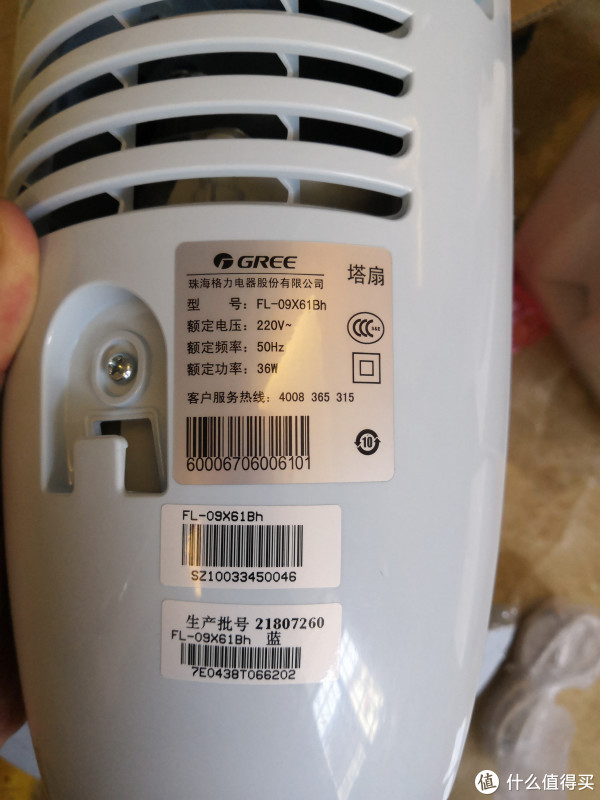 GREE
塔扇
珠海格力电器股份有限公司
型 号: FL-09X61Bh
额定电压: 220V~
额定频率: 50Hz
额定功率: 36W
客户服务热线: 4008 365 315
60006706006101
10
FL-09X61Bh
SZ10033450046
生产批号 21807260
FL-09X61Bh 蓝
7E0438T066202
值 什么值得买